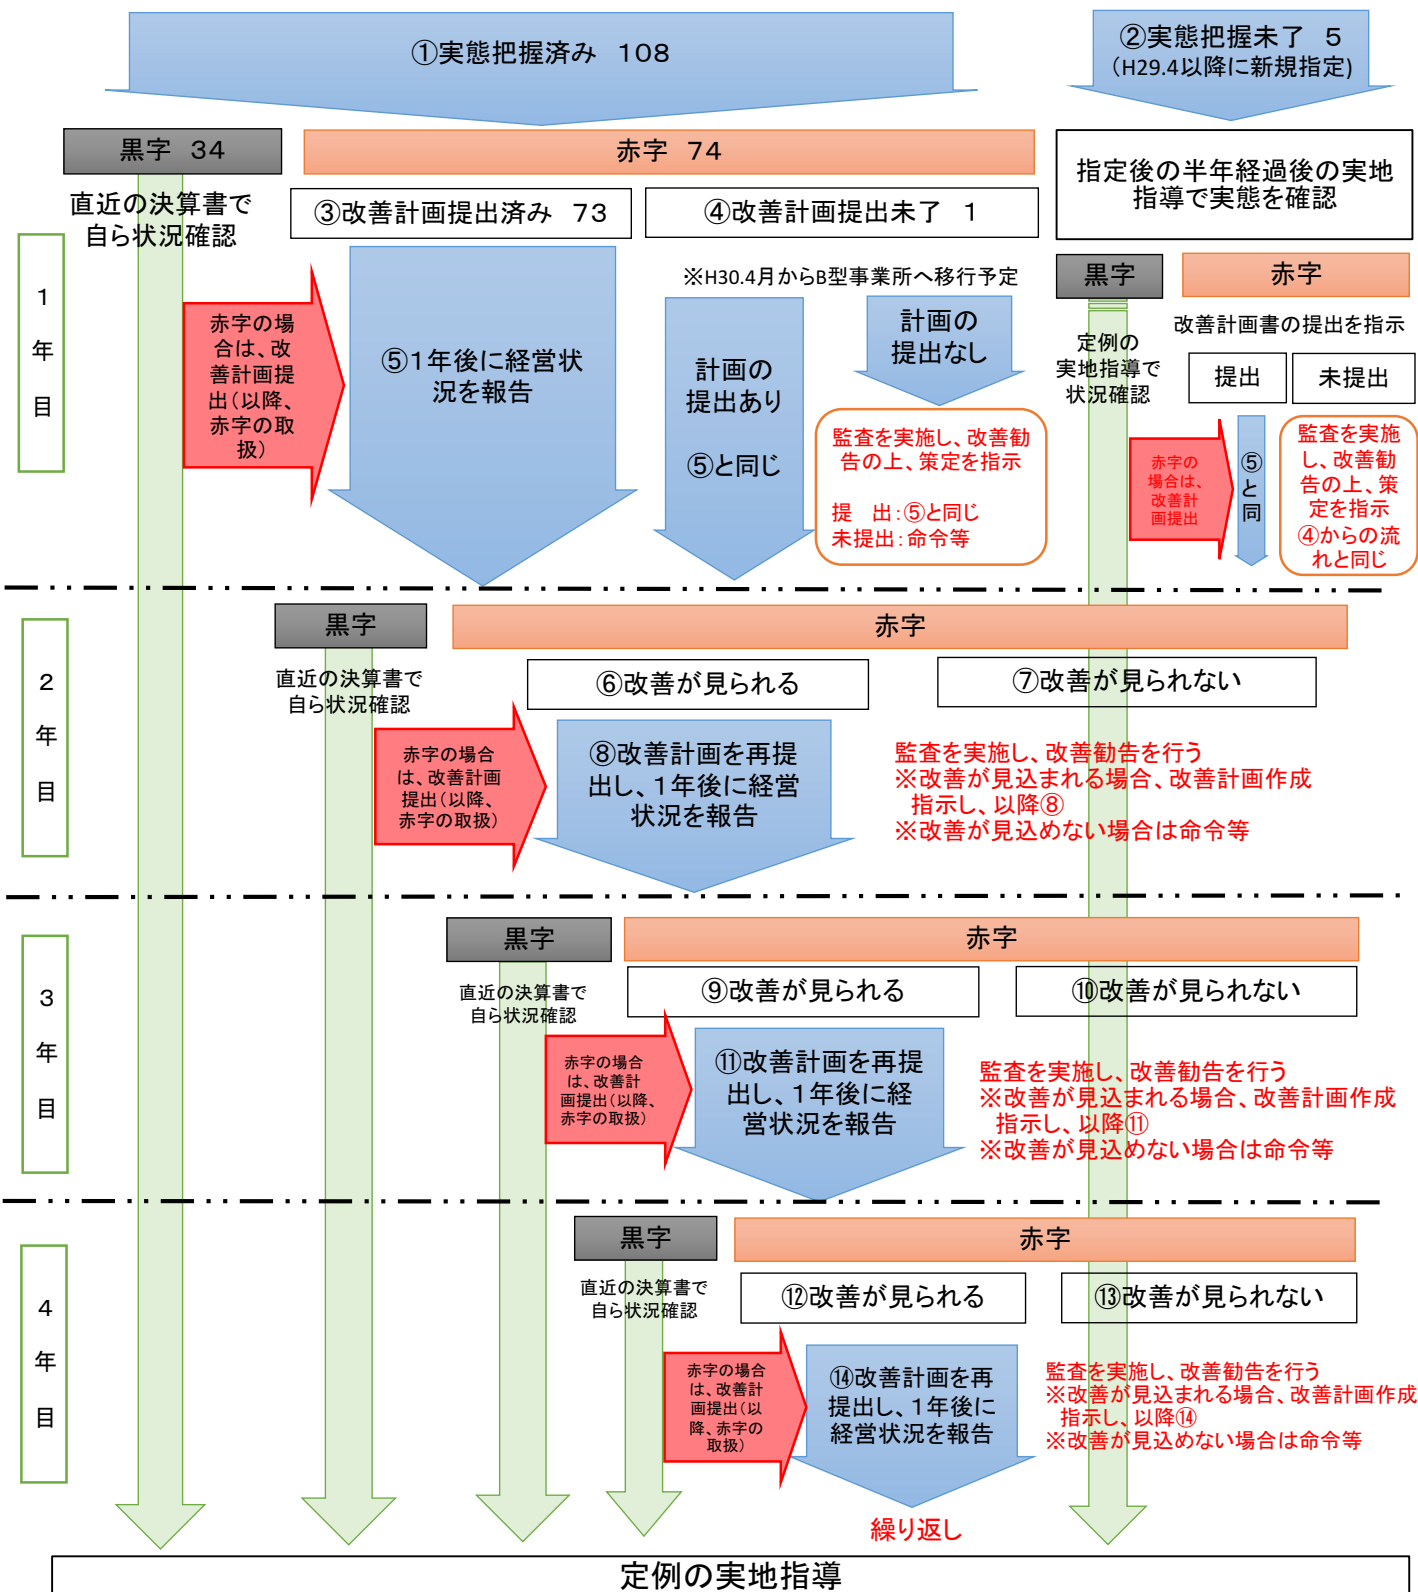 ①実態把握済み　108
②実態把握未了　5
（H29.4以降に新規指定)
黒字　34
赤字　74
指定後の半年経過後の実地
指導で実態を確認
直近の決算書で
自ら状況確認
③改善計画提出済み　73
④改善計画提出未了　1
1
年
目
※H30.4月からB型事業所へ移行予定
赤字の場
合は、改
善計画提
出（以降、
赤字の取
扱）
⑤1年後に経営状
況を報告
計画の
提出あり
⑤と同じ
計画の
提出なし
監査を実施し、改善勧
告の上、策定を指示
提　出：⑤と同じ
未提出：命令等
黒字
赤字
定例の
実地指導で
状況確認
改善計画書の提出を指示
提出
未提出
赤字の
場合は、
改善計
画提出
⑤
と
同
監査を実施
し、改善勧
告の上、策
定を指示
④からの流
れと同じ
2
年
目
黒字
赤字
直近の決算書で
自ら状況確認
⑥改善が見られる
⑦改善が見られない
赤字の場合
は、改善計画
提出（以降、
赤字の取扱）
⑧改善計画を再提
出し、1年後に経営
状況を報告
監査を実施し、改善勧告を行う
※改善が見込まれる場合、改善計画作成
指示し、以降⑧
※改善が見込めない場合は命令等
3
年
目
黒字
赤字
直近の決算書で
自ら状況確認
⑨改善が見られる
⑩改善が見られない
赤字の場合
は、改善計
画提出（以降、
赤字の取扱）
⑪改善計画を再提
出し、1年後に経
営状況を報告
監査を実施し、改善勧告を行う
※改善が見込まれる場合、改善計画作成
指示し、以降⑪
※改善が見込めない場合は命令等
4
年
目
黒字
赤字
直近の決算書で
自ら状況確認
⑫改善が見られる
⑬改善が見られない
赤字の場合
は、改善計
画提出（以
降、赤字の
取扱）
⑭改善計画を再
提出し、1年後に
経営状況を報告
監査を実施し、改善勧告を行う
※改善が見込まれる場合、改善計画作成
指示し、以降⑭
※改善が見込めない場合は命令等
繰り返し
定例の実地指導